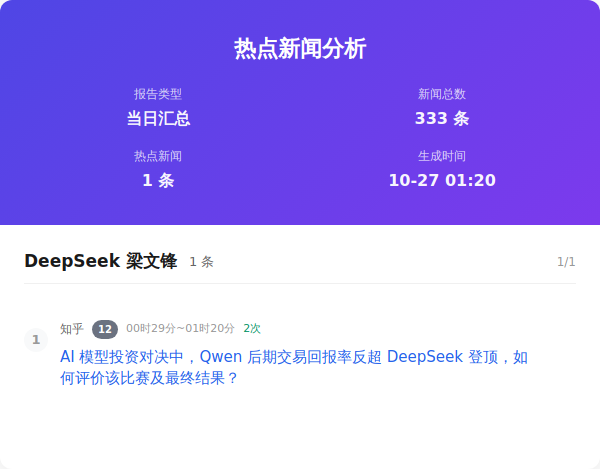 热点新闻分析
报告类型
当日汇总
新闻总数
333 条
热点新闻
1 条
生成时间
10-27 01:20
DeepSeek 梁文锋 1 条 1/1
1 知乎 12 00时29分~01时20分 2次
AI 模型投资对决中，Qwen 后期交易回报率反超 DeepSeek 登顶，如
何评价该比赛及最终结果？